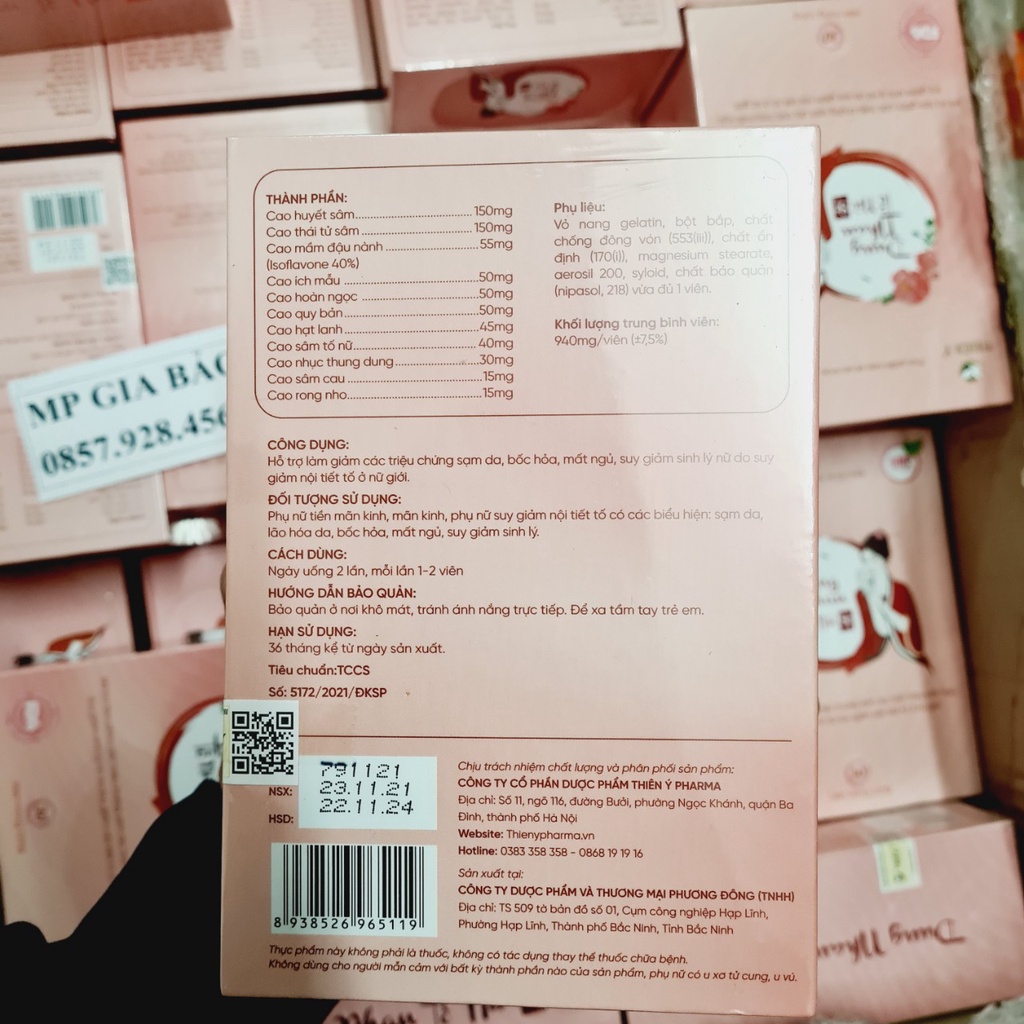 THÀNH PHẦN:
Cao huyết sâm........................150mg
Cao thái tử sâm........................150mg
Cao mầm đậu nành........................55mg
(Isoflavone 40%)
Cao ích mẫu........................50mg
Cao hoàn ngọc........................50mg
Cao quy bản........................50mg
Cao hạt lanh........................45mg
Cao sâm tố nữ........................40mg
Cao nhục thung dung........................30mg
Cao sâm cau........................15mg
Cao rong nho........................15mg
Phụ liệu:
Vỏ nang gelatin, bột bắp, chất
chống đông vón (553(iii)), chất ổn
định (170(i)), magnesium stearate,
aerosil 200, syloid, chất bảo quản
(nipasol, 218) vừa đủ 1 viên.
Khối lượng trung bình viên:
940mg/viên (±7,5%)
CÔNG DỤNG:
Hỗ trợ làm giảm các triệu chứng sạm da, bốc hỏa, mất ngủ, suy giảm sinh lý nữ do suy
giảm nội tiết tố ở nữ giới.
ĐỐI TƯỢNG SỬ DỤNG:
Phụ nữ tiền mãn kinh, mãn kinh, phụ nữ suy giảm nội tiết tố có các biểu hiện: sạm da,
lão hóa da, bốc hỏa, mất ngủ, suy giảm sinh lý.
CÁCH DÙNG:
Ngày uống 2 lần, mỗi lần 1-2 viên
HƯỚNG DẪN BẢO QUẢN:
Bảo quản ở nơi khô mát, tránh ánh nắng trực tiếp. Để xa tầm tay trẻ em.
HẠN SỬ DỤNG:
36 tháng kể từ ngày sản xuất.
Tiêu chuẩn:TCCS
Số: 5172/2021/ĐKSP
791121
NSX: 23.11.21
HSD: 22.11.24
8 938526 965119
Chịu trách nhiệm chất lượng và phân phối sản phẩm:
CÔNG TY CỔ PHẦN DƯỢC PHẨM THIÊN Ý PHARMA
Địa chỉ: Số 11, ngõ 116, đường Bưởi, phường Ngọc Khánh, quận Ba
Đình, thành phố Hà Nội
Website: Thienypharma.vn
Hotline: 0383 358 358 - 0868 19 19 16
Sản xuất tại:
CÔNG TY DƯỢC PHẨM VÀ THƯƠNG MẠI PHƯƠNG ĐÔNG (TNHH)
Địa chỉ: TS 509 tờ bản đồ số 01, Cụm công nghiệp Hạp Lĩnh,
Phường Hạp Lĩnh, Thành phố Bắc Ninh, Tỉnh Bắc Ninh
Thực phẩm này không phải là thuốc, không có tác dụng thay thế thuốc chữa bệnh.
Không dùng cho người mẫn cảm với bất kỳ thành phần nào của sản phẩm, phụ nữ có u xơ tử cung, u vú.
MP GIA BẢO
0857.928.456
Dung Nhan